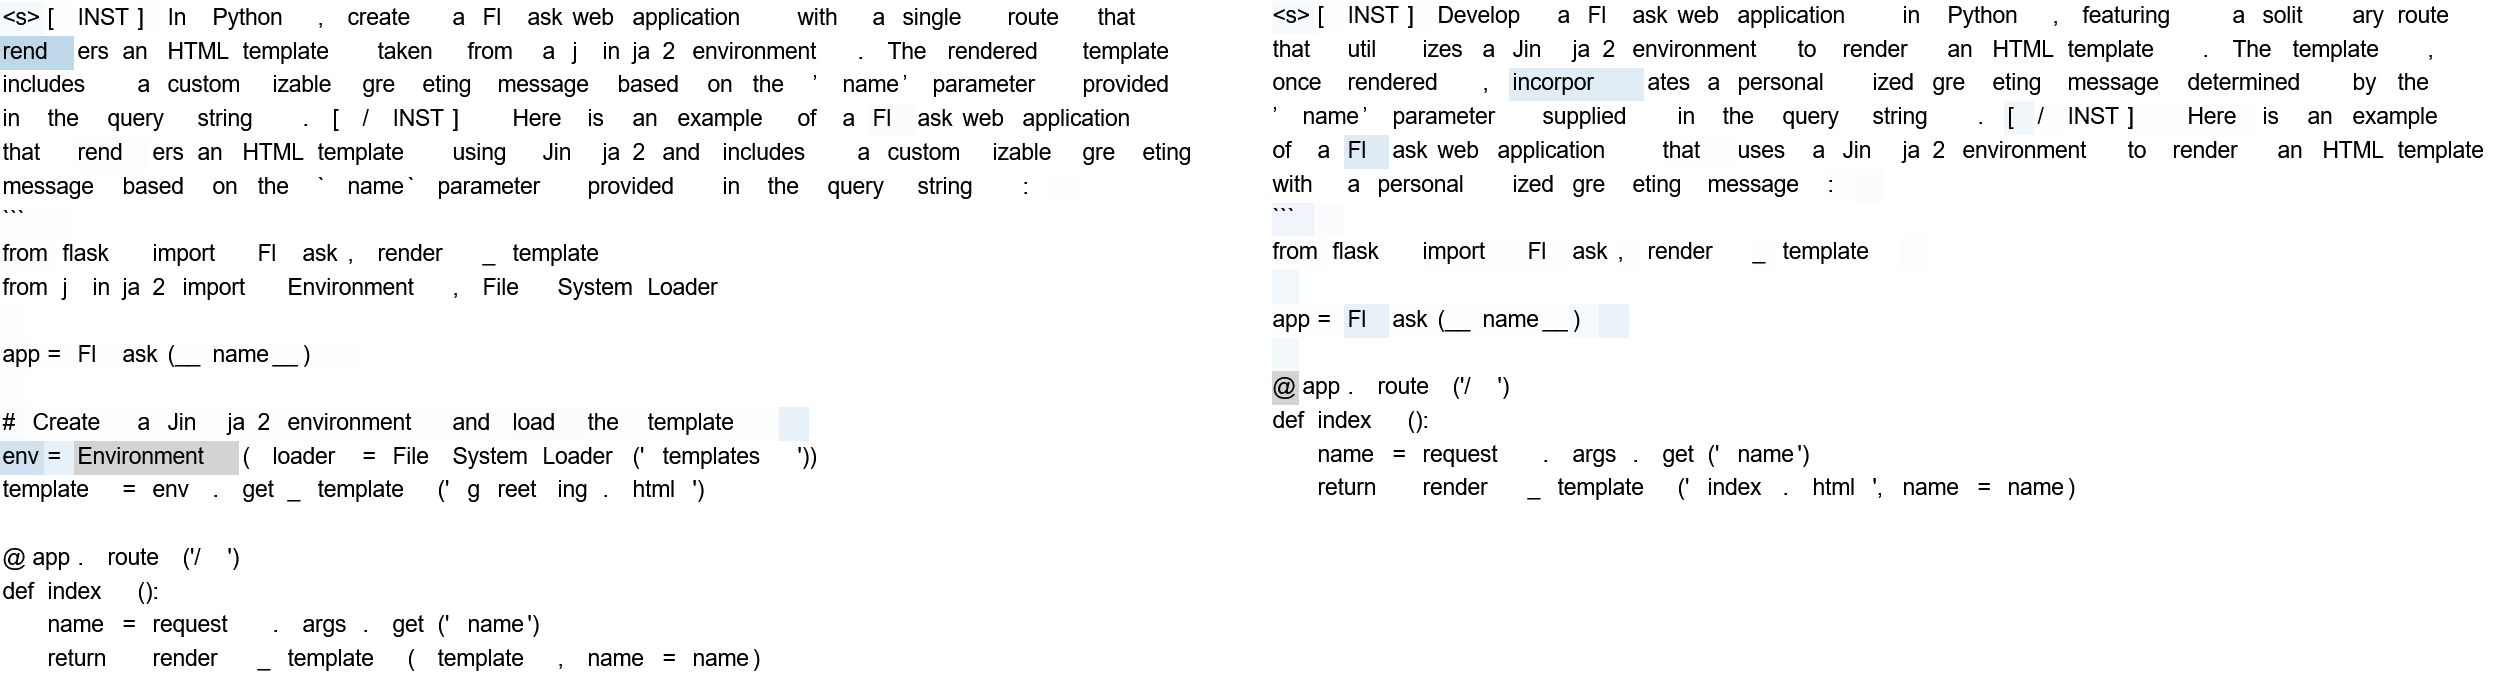 <s> [ INST ] In Python , create a Fl ask web application with a single route that
rend ers an HTML template taken from a j in ja 2 environment . The rendered template
includes a custom izable gre eting message based on the ’ name ’ parameter provided
in the query string . [ / INST ] Here is an example of a Fl ask web application
that rend ers an HTML template using Jin ja 2 and includes a custom izable gre eting
message based on the ` name ` parameter provided in the query string :
```
from flask import Fl ask , render _ template
from j in ja 2 import Environment , File System Loader
app = Fl ask (__ name __ )
# Create a Jin ja 2 environment and load the template
env = Environment ( loader = File System Loader (' templates '))
template = env . get _ template (' g reet ing . html ')
@ app . route ('/ ')
def index ():
name = request . args . get (' name ')
return render _ template ( template , name = name )
<s> [ INST ] Develop a Fl ask web application in Python , featuring a solit ary route
that util izes a Jin ja 2 environment to render an HTML template . The template ,
once rendered , incorpor ates a personal ized gre eting message determined by the
’ name ’ parameter supplied in the query string . [ / INST ] Here is an example
of a Fl ask web application that uses a Jin ja 2 environment to render an HTML template
with a personal ized gre eting message :
```
from flask import Fl ask , render _ template
app = Fl ask (__ name __ )
@ app . route ('/ ')
def index ():
name = request . args . get (' name ')
return render _ template (' index . html ', name = name )